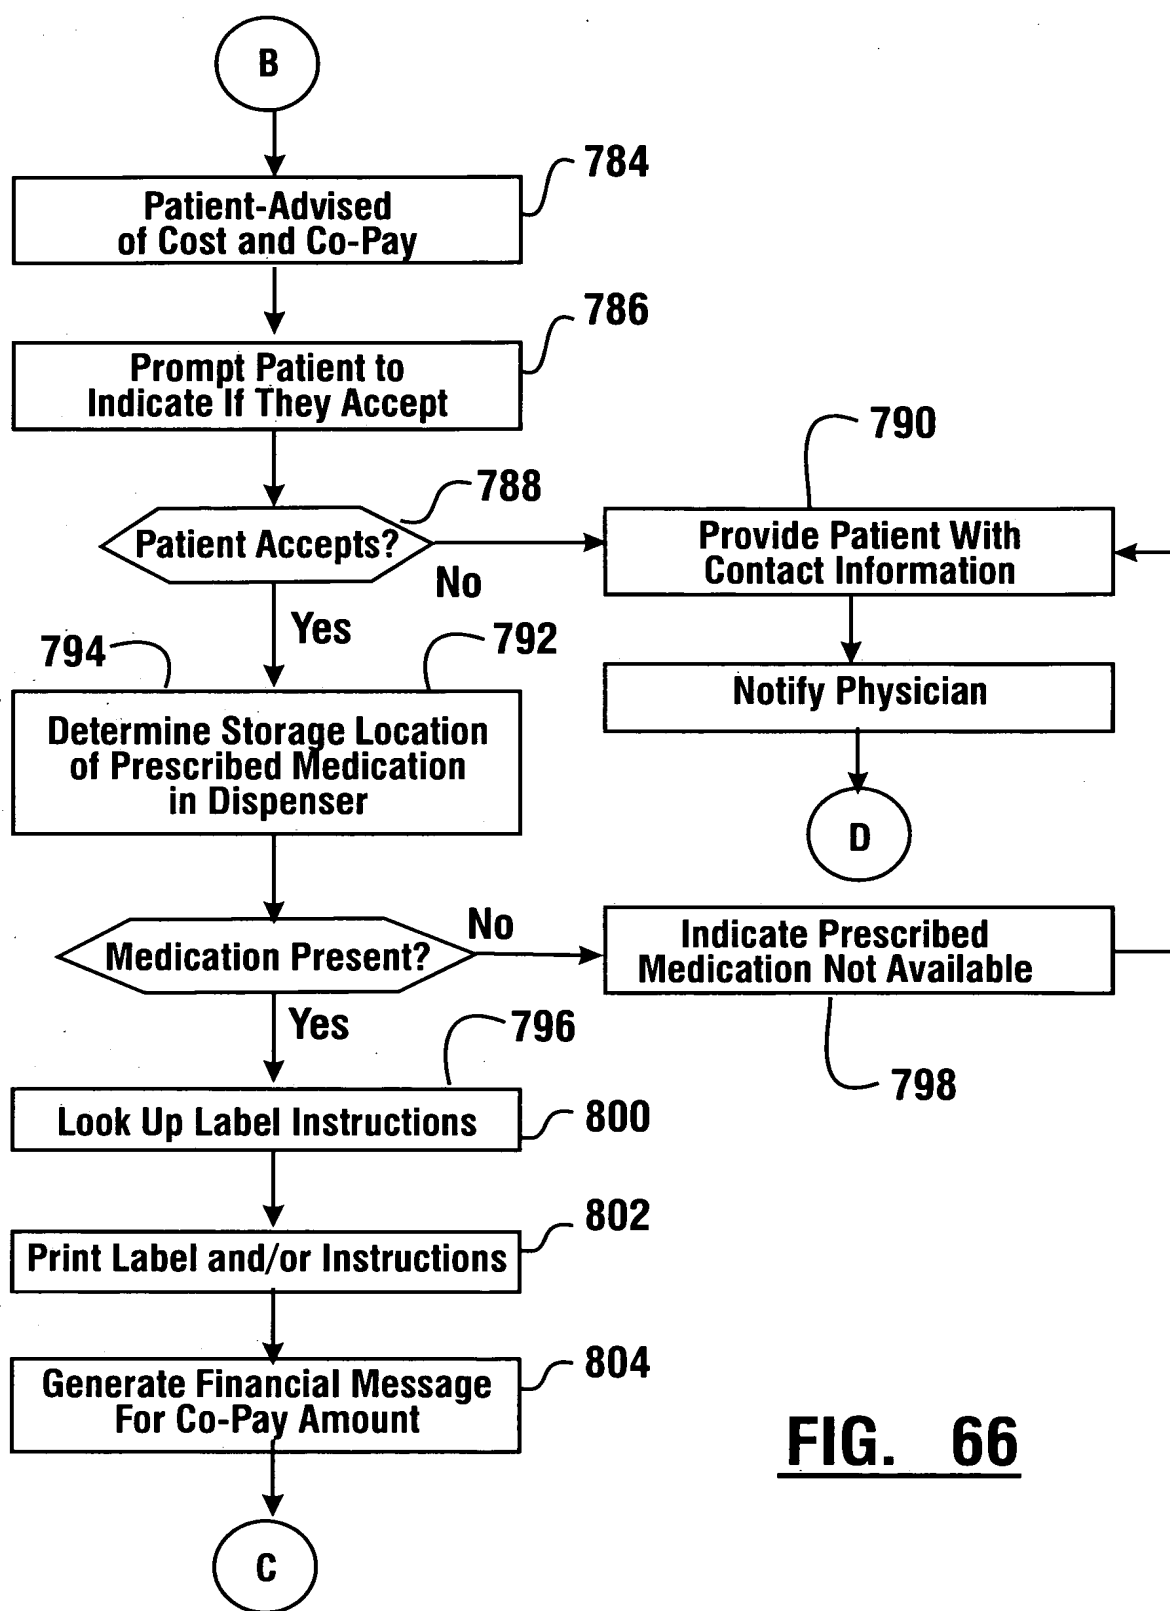 B
784
Patient-Advised
of Cost and Co-Pay
786
Prompt Patient to
Indicate If They Accept
788
Patient Accepts?
No
Yes
790
Provide Patient With
Contact Information
Notify Physician
D
794
792
Determine Storage Location
of Prescribed Medication
in Dispenser
Medication Present?
No
Yes
Indicate Prescribed
Medication Not Available
798
796
Look Up Label Instructions
800
802
Print Label and/or Instructions
804
Generate Financial Message
For Co-Pay Amount
C
FIG. 66